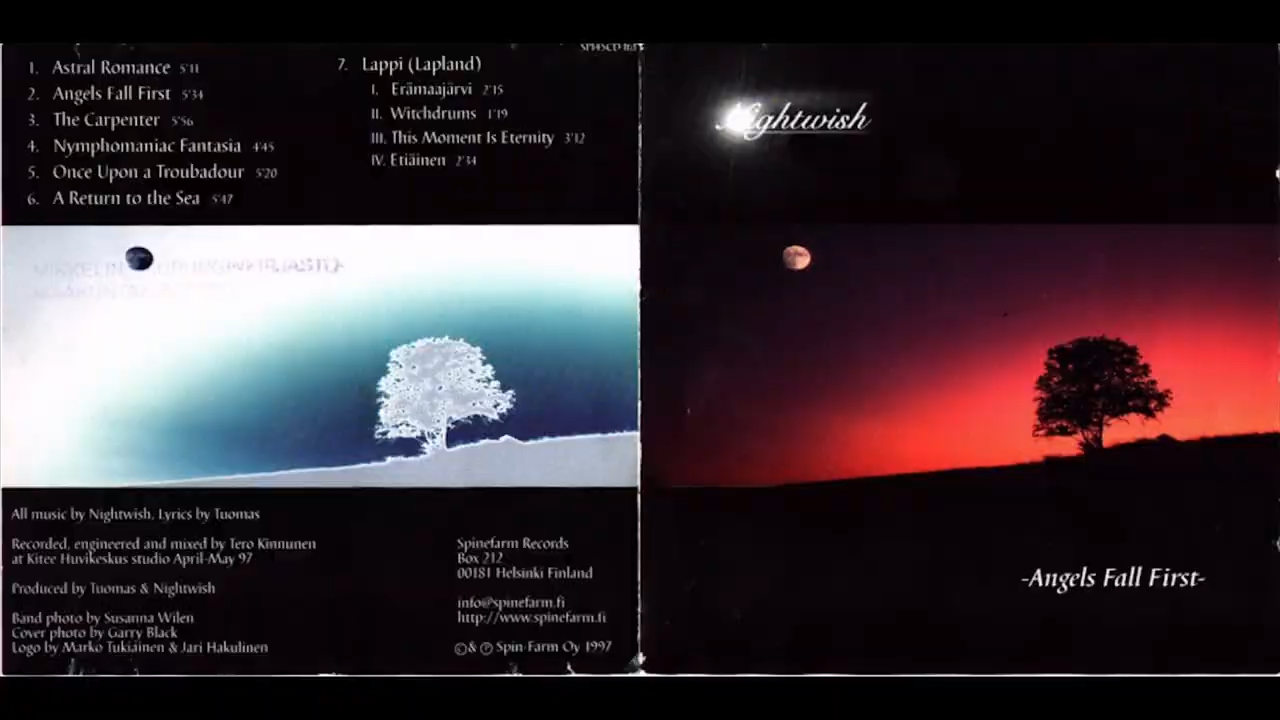 SPI45CD
1. Astral Romance 5'11
2. Angels Fall First 5'34
3. The Carpenter 5'56
4. Nymphomaniac Fantasia 4'45
5. Once Upon a Troubadour 5'20
6. A Return to the Sea 5'47
7. Lappi (Lapland)
I. Erämaajärvi 2'15
II. Witchdrums 1'19
III. This Moment Is Eternity 3'12
IV. Etiäinen 2'34
MIKKELIN
All music by Nightwish, Lyrics by Tuomas
Recorded, engineered and mixed by Tero Kinnunen
at Kitee Huvikeskus studio April-May 97
Produced by Tuomas & Nightwish
Band photo by Susanna Wilen
Cover photo by Garry Black
Logo by Marko Tukiainen & Jari Hakulinen
Spinefarm Records
Box 212
00181 Helsinki Finland
info@spinefarm.fi
http://www.spinefarm.fi
©& ℗ Spin-Farm Oy 1997
Nightwish
-Angels Fall First-